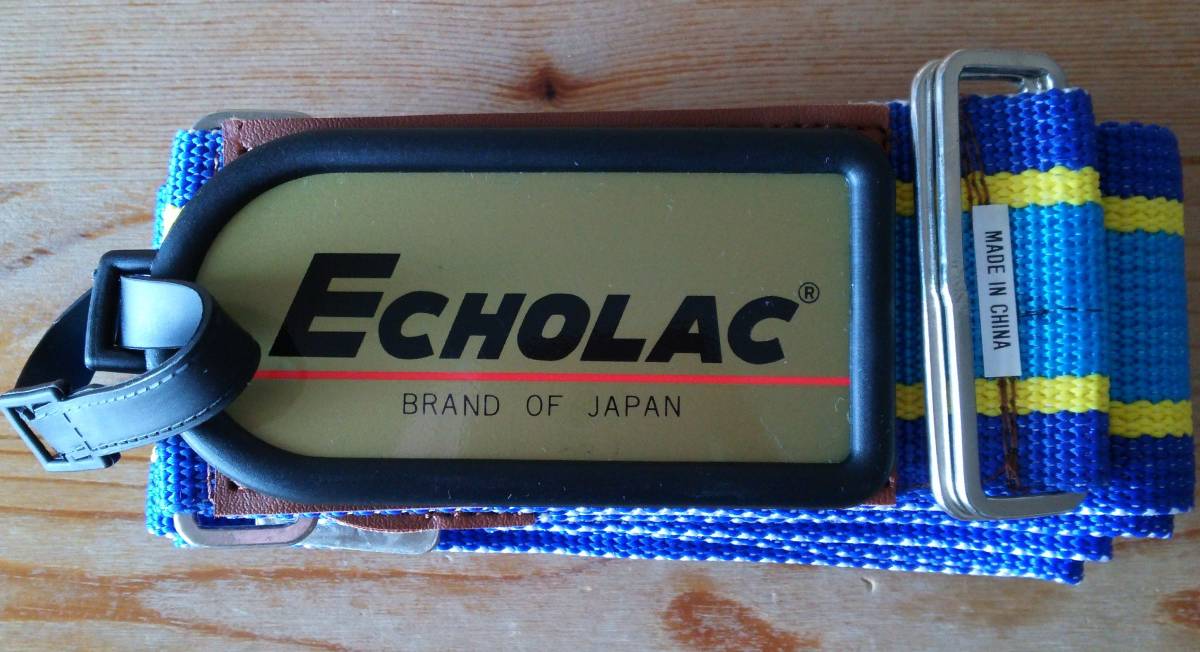 ECHOLAC®
BRAND OF JAPAN
MADE IN CHINA